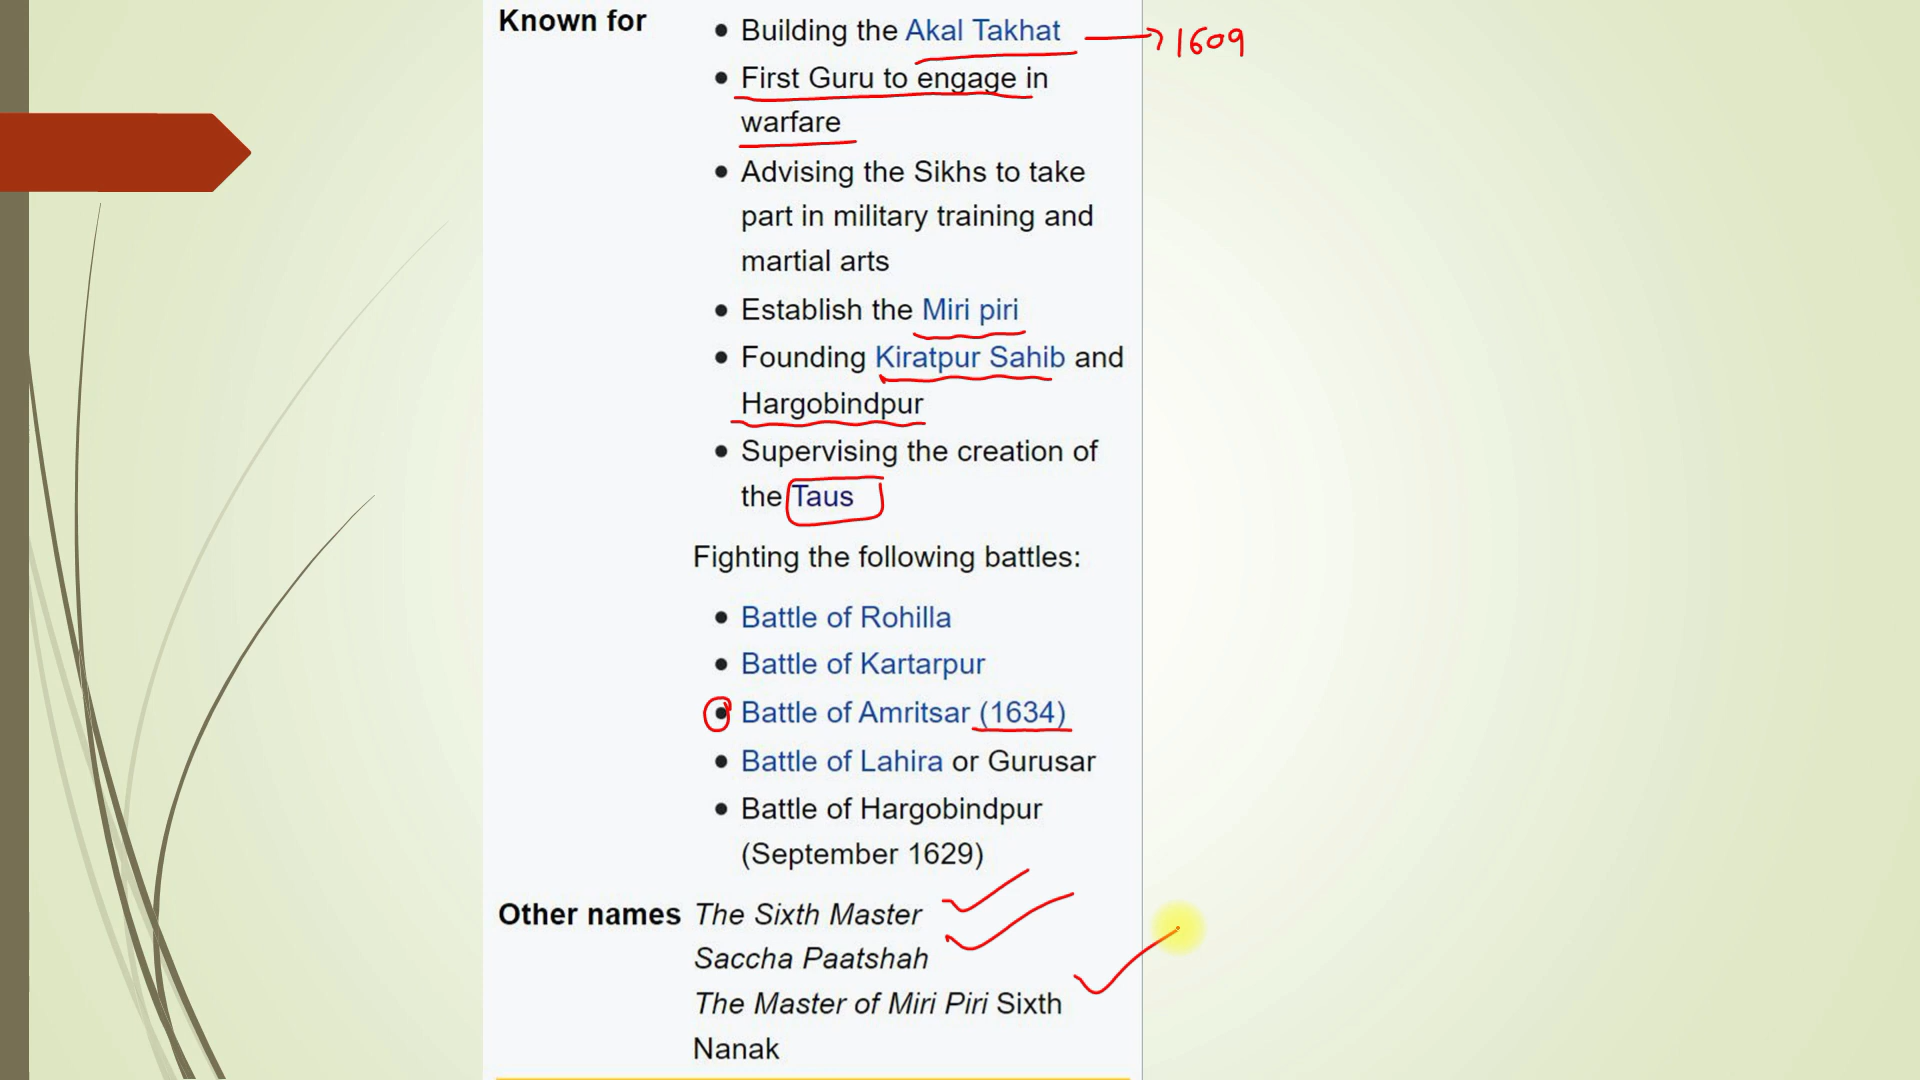 Known for
• Building the Akal Takhat → 1609
• First Guru to engage in
warfare
• Advising the Sikhs to take
part in military training and
martial arts
• Establish the Miri piri
• Founding Kiratpur Sahib and
Hargobindpur
• Supervising the creation of
the Taus
Fighting the following battles:
• Battle of Rohilla
• Battle of Kartarpur
• Battle of Amritsar (1634)
• Battle of Lahira or Gurusar
• Battle of Hargobindpur
(September 1629)
Other names The Sixth Master
Saccha Paatshah
The Master of Miri Piri Sixth
Nanak